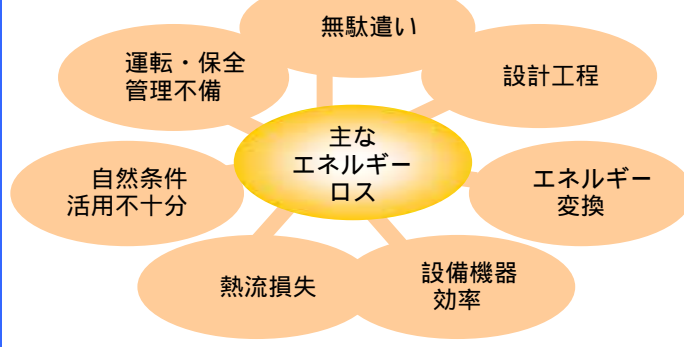 無駄遣い
運転・保全
管理不備
設計工程
主な
エネルギー
ロス
自然条件
活用不十分
エネルギー
変換
熱流損失
設備機器
効率